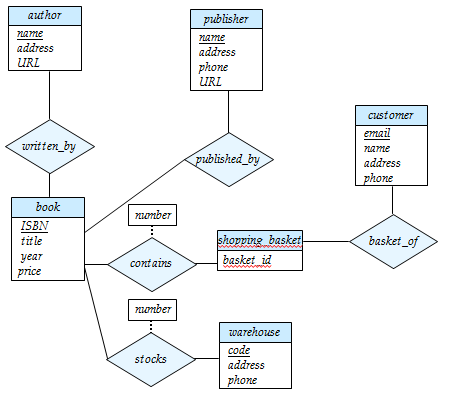 author
name
address
URL
publisher
name
address
phone
URL
customer
email
name
address
phone
written_by
published_by
book
ISBN
title
year
price
number
contains
shopping_basket
basket_id
basket_of
number
stocks
warehouse
code
address
phone